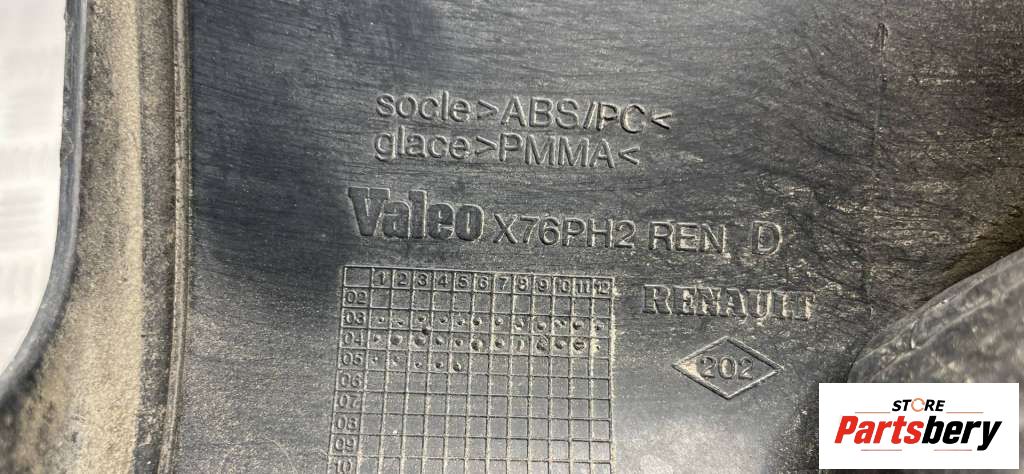 socle>ABS/PC<
glace>PMMA<
Valeo X76PH2 REN D
1 2 3 4 5 6 7 8 9 10 11 12
02
03
04
05
06
07
08
09
10
RENAULT
202
STORE
Partsbery